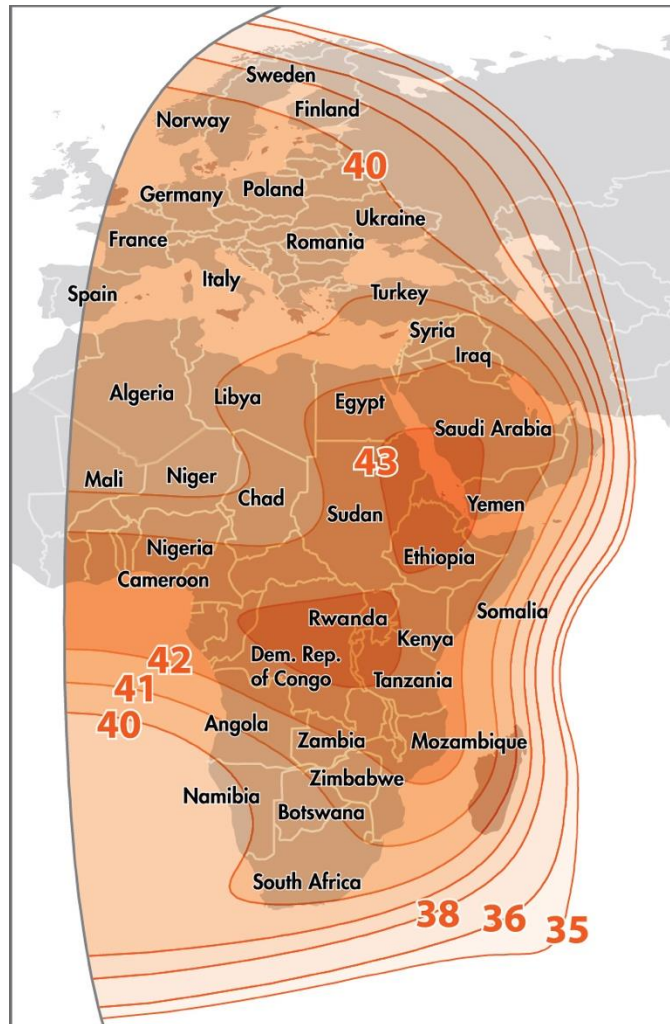 Sweden
Finland
Norway
40
Germany
Poland
Ukraine
France
Romania
Italy
Spain
Turkey
Syria
Iraq
Algeria
Libya
Egypt
Saudi Arabia
43
Mali
Niger
Chad
Sudan
Yemen
Nigeria
Ethiopia
Cameroon
Somalia
Rwanda
Kenya
Dem. Rep.
of Congo
Tanzania
42
41
40
Angola
Zambia
Mozambique
Zimbabwe
Namibia
Botswana
South Africa
38
36
35